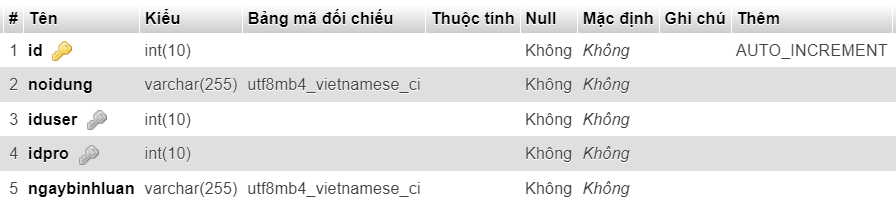 # Tên Kiểu Bảng mã đối chiếu Thuộc tính Null Mặc định Ghi chú Thêm
1 id int(10) Không Không AUTO_INCREMENT
2 noidung varchar(255) utf8mb4_vietnamese_ci Không Không
3 iduser int(10) Không Không
4 idpro int(10) Không Không
5 ngaybinhluan varchar(255) utf8mb4_vietnamese_ci Không Không